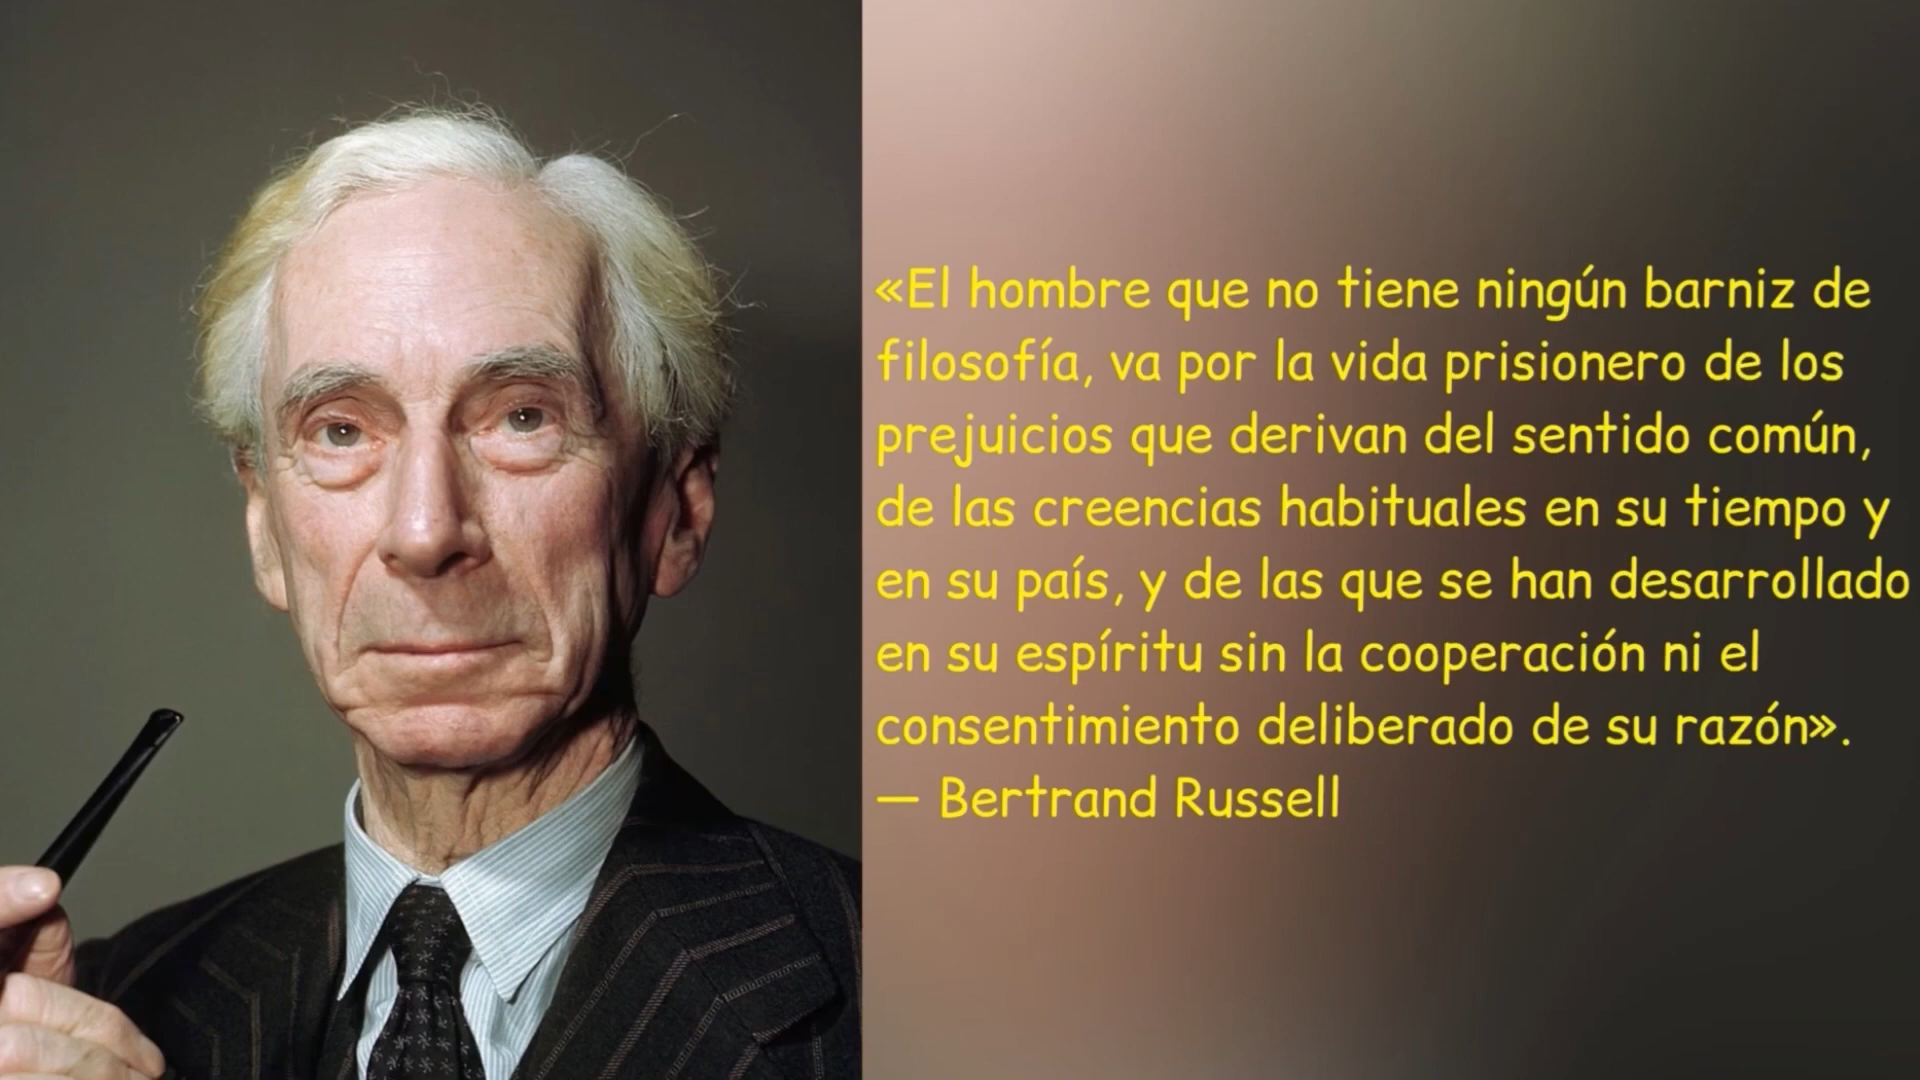 «El hombre que no tiene ningún barniz de
filosofía, va por la vida prisionero de los
prejuicios que derivan del sentido común,
de las creencias habituales en su tiempo y
en su país, y de las que se han desarrollado
en su espíritu sin la cooperación ni el
consentimiento deliberado de su razón».
— Bertrand Russell